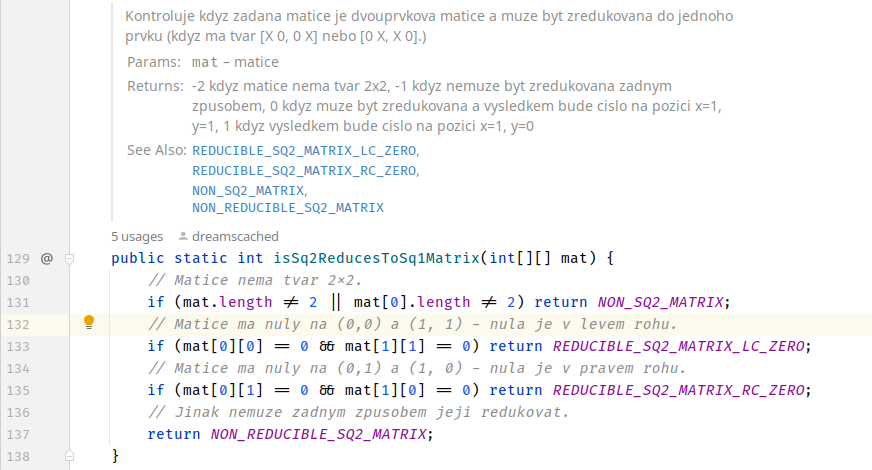 Kontroluje kdyz zadana matice je dvouprvkova matice a muze byt zredukovana do jednoho
prvku (kdyz ma tvar [X 0, 0 X] nebo [0 X, X 0].)
Params: mat – matice
Returns: -2 kdyz matice nema tvar 2x2, -1 kdyz nemuze byt zredukovana zadnym
zpusobem, 0 kdyz muze byt zredukovana a vysledkem bude cislo na pozici x=1,
y=1, 1 kdyz vysledkem bude cislo na pozici x=1, y=0
See Also: REDUCIBLE_SQ2_MATRIX_LC_ZERO,
REDUCIBLE_SQ2_MATRIX_RC_ZERO,
NON_SQ2_MATRIX,
NON_REDUCIBLE_SQ2_MATRIX
5 usages dreamscached
129 @ public static int isSq2ReducesToSq1Matrix(int[][] mat) {
130 // Matice nema tvar 2×2.
131 if (mat.length != 2 || mat[0].length != 2) return NON_SQ2_MATRIX;
132 // Matice ma nuly na (0,0) a (1, 1) – nula je v levem rohu.
133 if (mat[0][0] == 0 && mat[1][1] == 0) return REDUCIBLE_SQ2_MATRIX_LC_ZERO;
134 // Matice ma nuly na (0,1) a (1, 0) – nula je v pravem rohu.
135 if (mat[0][1] == 0 && mat[1][0] == 0) return REDUCIBLE_SQ2_MATRIX_RC_ZERO;
136 // Jinak nemuze zadnym zpusobem jeji redukovat.
137 return NON_REDUCIBLE_SQ2_MATRIX;
138 }